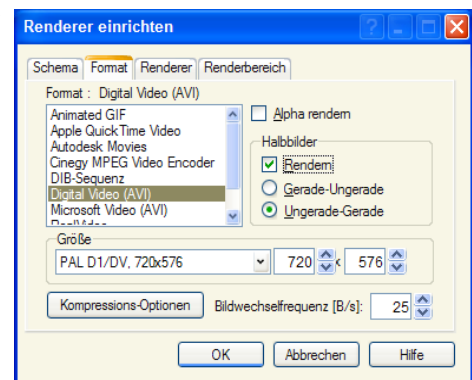 Renderer einrichten
Schema Format Renderer Renderbereich
Format : Digital Video (AVI)
Animated GIF
Apple QuickTime Video
Autodesk Movies
Cinegy MPEG Video Encoder
DIB-Sequenz
Digital Video (AVI)
Microsoft Video (AVI)
Alpha rendern
Halbbilder
Rendern
Gerade-Ungerade
Ungerade-Gerade
Größe
PAL D1/DV, 720x576
720 x 576
Kompressions-Optionen
Bildwechselfrequenz [B/s]: 25
OK Abbrechen Hilfe